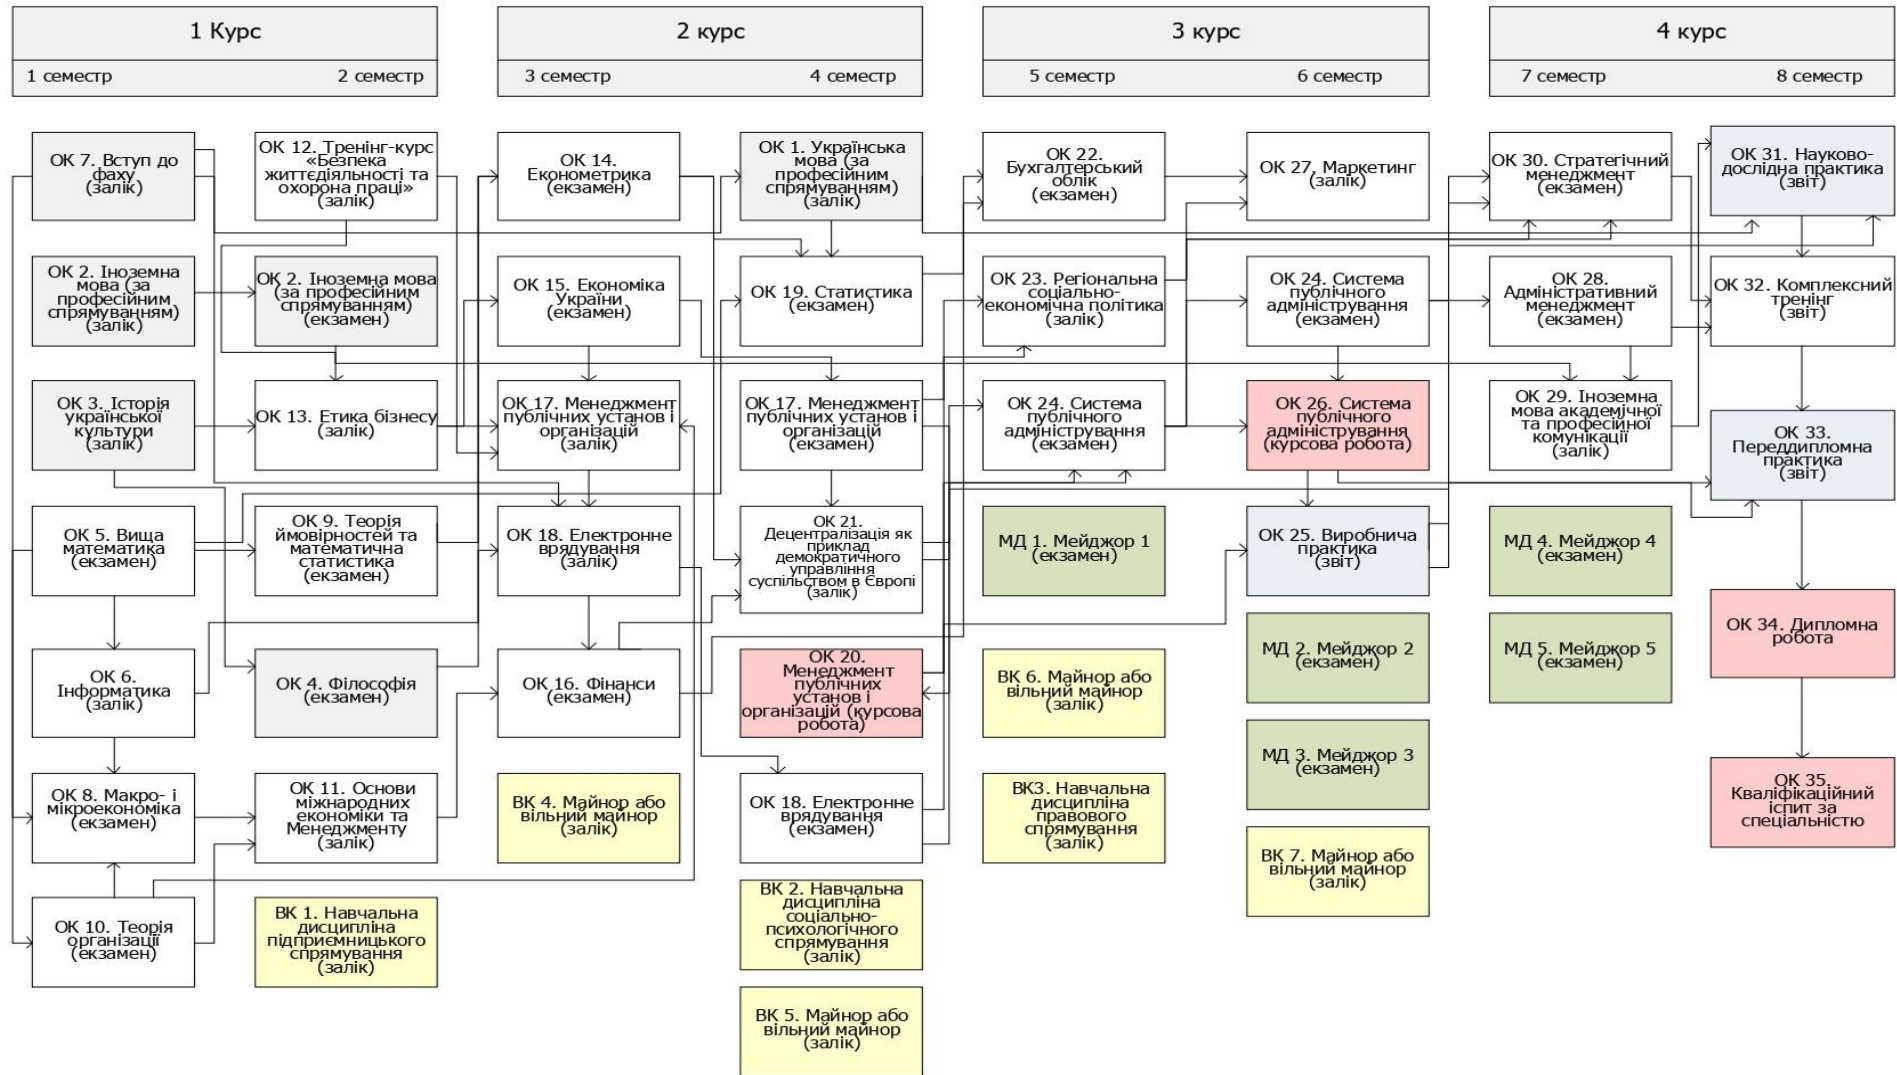 1 Курс
1 семестр
2 семестр
2 курс
3 семестр
4 семестр
3 курс
5 семестр
6 семестр
4 курс
7 семестр
8 семестр
ОК 7. Вступ до
фаху
(залік)
ОК 2. Іноземна
мова (за
професійним
спрямуванням)
(залік)
ОК 3. Історія
української
культури
(залік)
ОК 5. Вища
математика
(екзамен)
ОК 6.
Інформатика
(залік)
ОК 8. Макро- і
мікроекономіка
(екзамен)
ОК 10. Теорія
організації
(екзамен)
ОК 12. Тренінг-курс
«Безпека
життєдіяльності та
охорона праці»
(залік)
ОК 2. Іноземна мова
(за професійним
спрямуванням)
(екзамен)
ОК 13. Етика бізнесу
(залік)
ОК 9. Теорія
ймовірностей та
математична
статистика
(екзамен)
ОК 4. Філософія
(екзамен)
ОК 11. Основи
міжнародних
економіки та
Менеджменту
(залік)
ВК 1. Навчальна
дисципліна
підприємницького
спрямування
(залік)
ОК 14.
Економетрика
(екзамен)
ОК 15. Економіка
України
(екзамен)
ОК 17. Менеджмент
публічних установ і
організацій
(залік)
ОК 18. Електронне
врядування
(залік)
ОК 16. Фінанси
(екзамен)
ВК 4. Майнор або
вільний майнор
(залік)
ОК 1. Українська
мова (за
професійним
спрямуванням)
(залік)
ОК 19. Статистика
(екзамен)
ОК 17. Менеджмент
публічних установ і
організацій
(екзамен)
ОК 21.
Децентралізація як
приклад
демократичного
управління
суспільством в Європі
(залік)
ОК 20.
Менеджмент
публічних
установ і
організацій (курсова
робота)
ОК 18. Електронне
врядування
(екзамен)
ВК 2. Навчальна
дисципліна
соціально-
психологічного
спрямування
(залік)
ВК 5. Майнор або
вільний майнор
(залік)
ОК 22.
Бухгалтерський
облік
(екзамен)
ОК 23. Регіональна
соціально-
економічна політика
(залік)
ОК 24. Система
публічного
адміністрування
(екзамен)
МД 1. Мейджор 1
(екзамен)
ВК 6. Майнор або
вільний майнор
(залік)
ВК3. Навчальна
дисципліна
правового
спрямування
(залік)
ОК 27. Маркетинг
(залік)
ОК 24. Система
публічного
адміністрування
(екзамен)
ОК 26. Система
публічного
адміністрування
(курсова робота)
ОК 25. Виробнича
практика
(звіт)
МД 2. Мейджор 2
(екзамен)
МД 3. Мейджор 3
(екзамен)
ВК 7. Майнор або
вільний майнор
(залік)
ОК 30. Стратегічний
менеджмент
(екзамен)
ОК 28.
Адміністративний
менеджмент
(екзамен)
ОК 29. Іноземна
мова академічної
та професійної
комунікації
(залік)
МД 4. Мейджор 4
(екзамен)
МД 5. Мейджор 5
(екзамен)
ОК 31. Науково-
дослідна практика
(звіт)
ОК 32. Комплексний
тренінг
(звіт)
ОК 33.
Переддипломна
практика
(звіт)
ОК 34. Дипломна
робота
ОК 35.
Кваліфікаційний
іспит за
спеціальністю